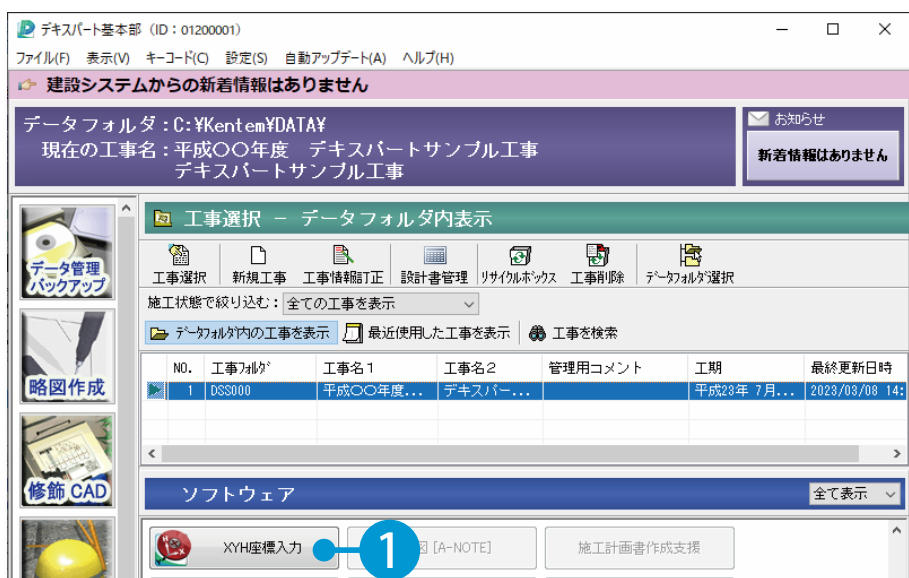 デキスパート基本部（ID：01200001）
ファイル(F) 表示(V) キーコード(C) 設定(S) 自動アップデート(A) ヘルプ(H)
建設システムからの新着情報はありません
データフォルダ：C:¥Kentem¥DATA¥
現在の工事名：平成〇〇年度 デキスパートサンプル工事
デキスパートサンプル工事
お知らせ
新着情報はありません
データ管理
バックアップ
略図作成
修飾 CAD
工事選択 － データフォルダ内表示
工事選択 新規工事 工事情報訂正 設計書管理 リサイクルボックス 工事削除 データフォルダ選択
施工状態で絞り込む： 全ての工事を表示
データフォルダ内の工事を表示 最近使用した工事を表示 工事を検索
NO. 工事フォルダ 工事名１ 工事名２ 管理用コメント 工期 最終更新日時
1 DSS000 平成〇〇年度... デキスパー... 平成23年 7月... 2023/03/08 14:
ソフトウェア 全て表示
XYH座標入力 1 図 [A-NOTE] 施工計画書作成支援